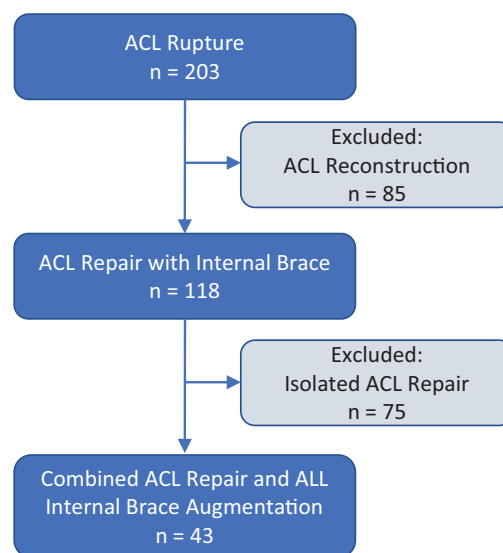 ACL Rupture
n = 203
Excluded:
ACL Reconstruction
n = 85
ACL Repair with Internal Brace
n = 118
Excluded:
Isolated ACL Repair
n = 75
Combined ACL Repair and ALL
Internal Brace Augmentation
n = 43